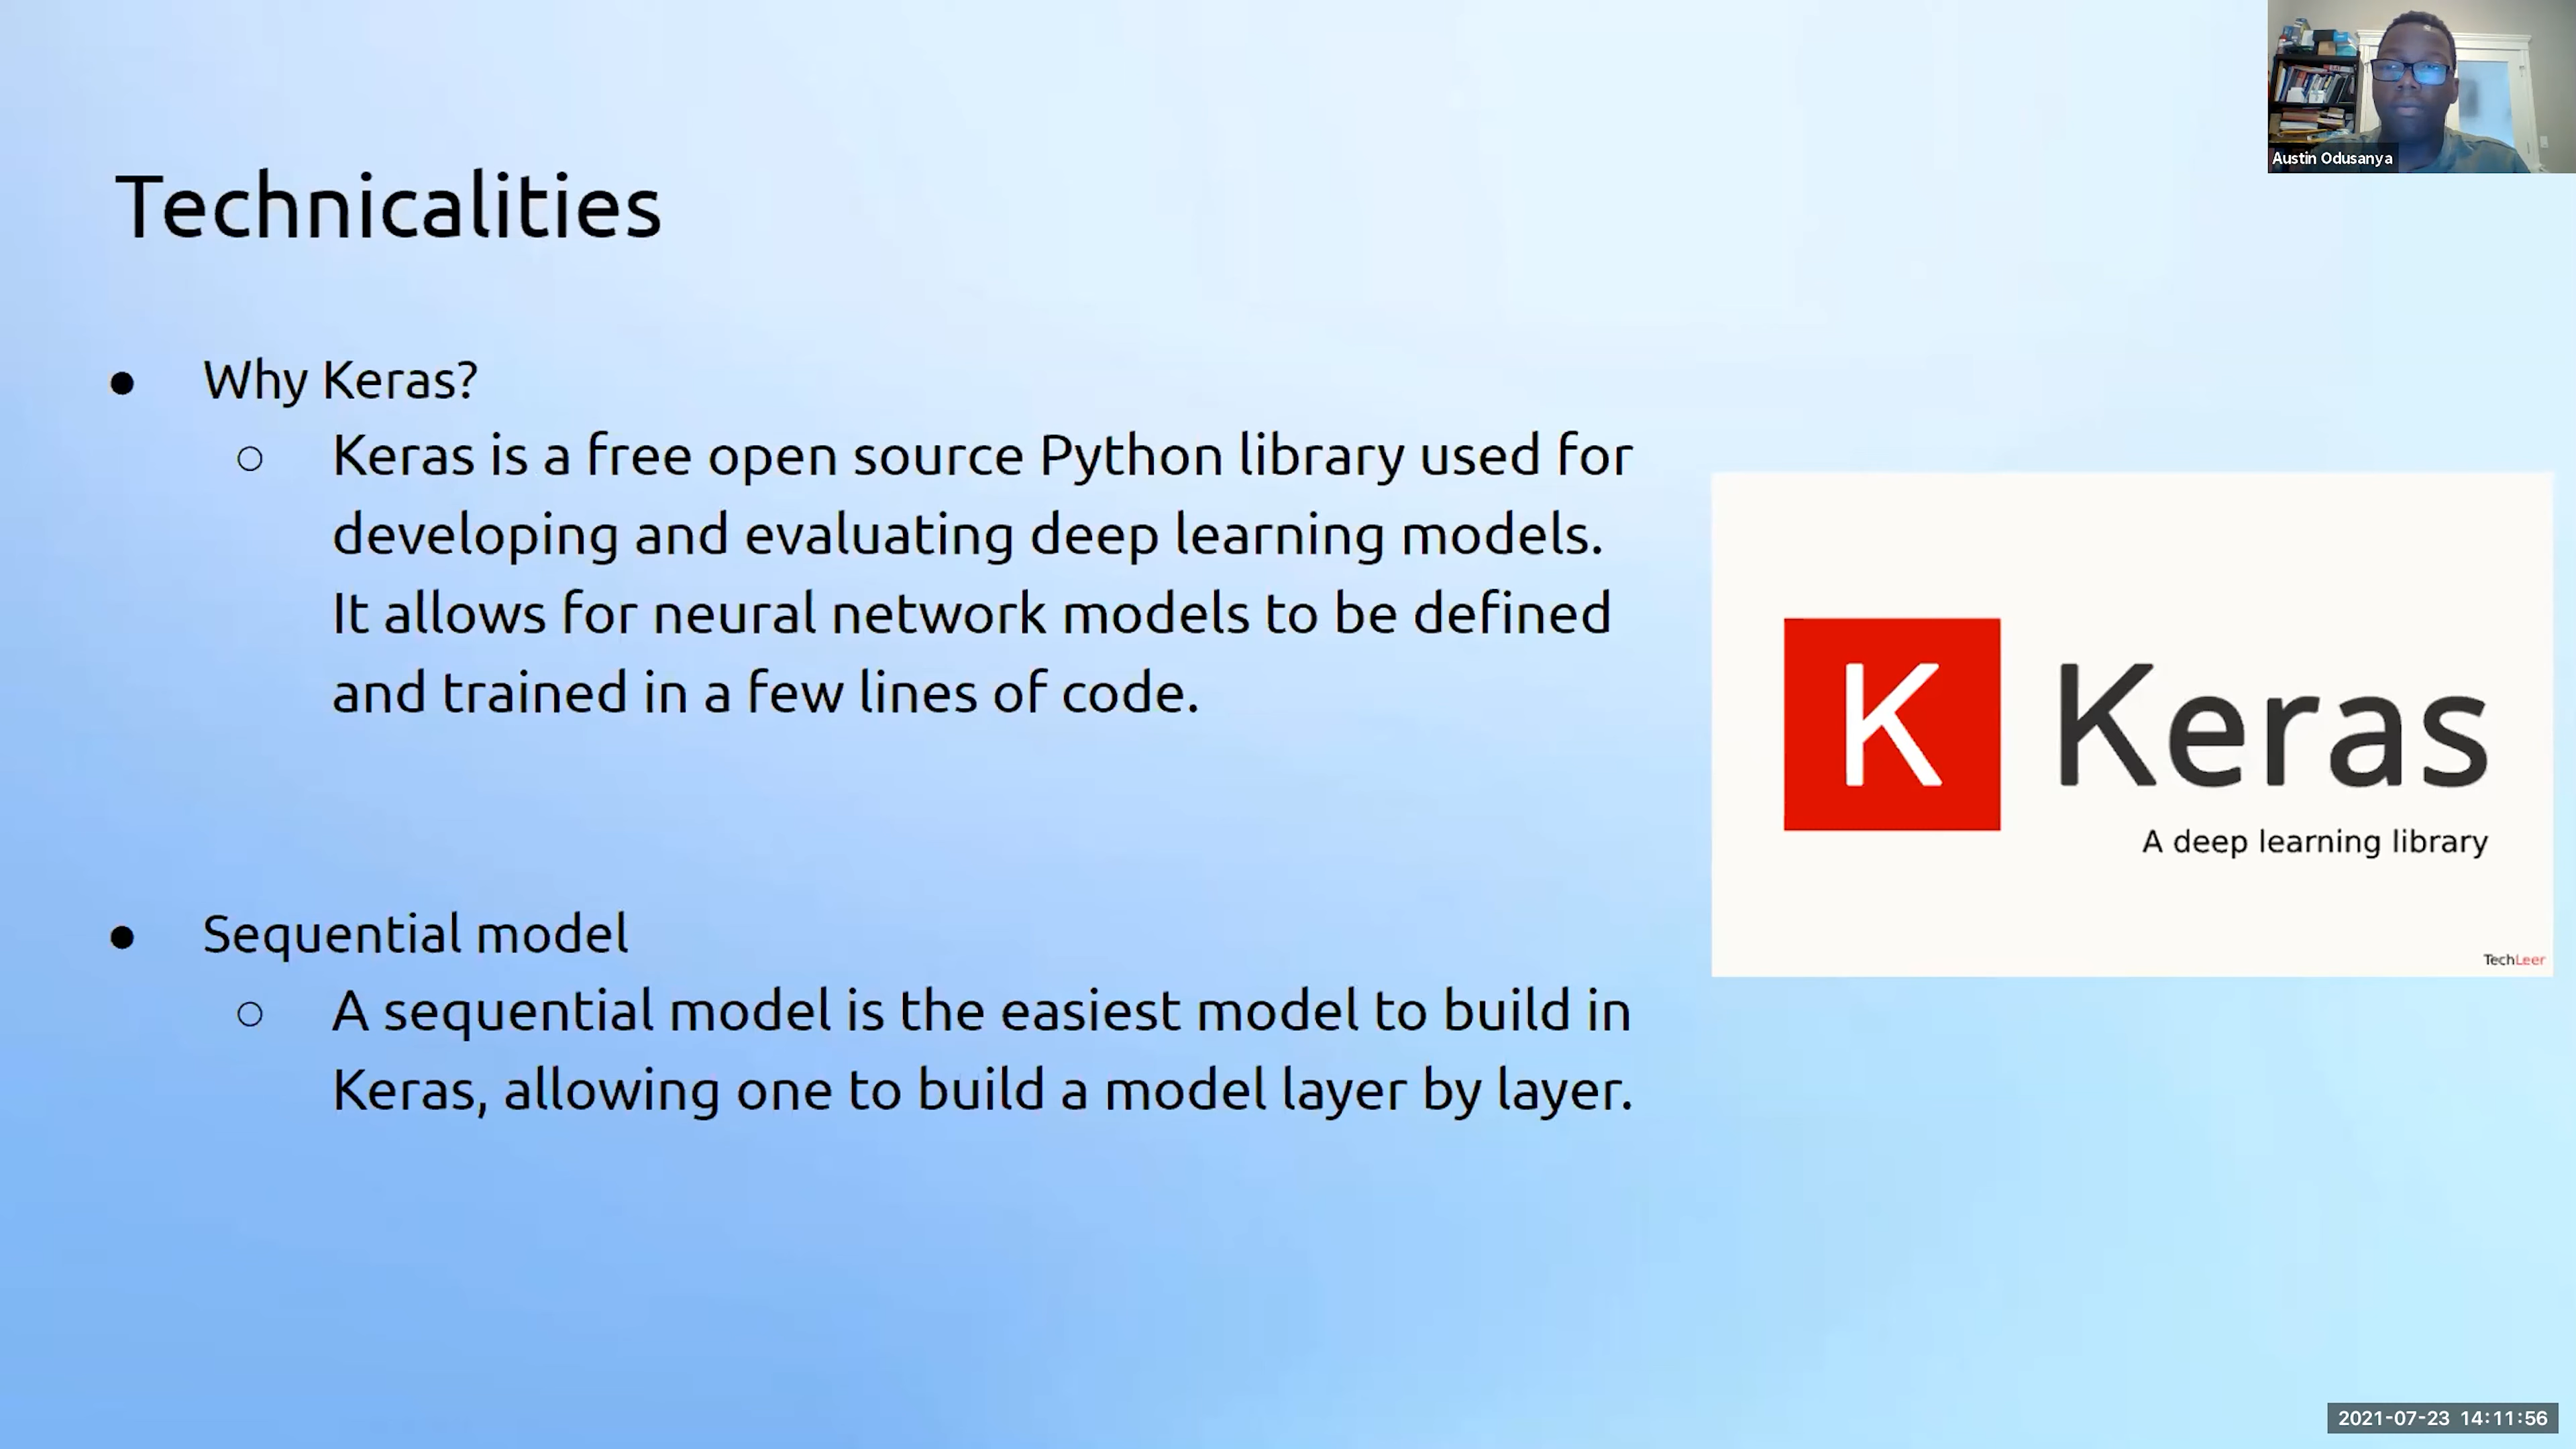 Austin Odusanya
Technicalities
● Why Keras?
○ Keras is a free open source Python library used for
developing and evaluating deep learning models.
It allows for neural network models to be defined
and trained in a few lines of code.
K Keras
A deep learning library
TechLeer
● Sequential model
○ A sequential model is the easiest model to build in
Keras, allowing one to build a model layer by layer.
2021-07-23 14:11:56